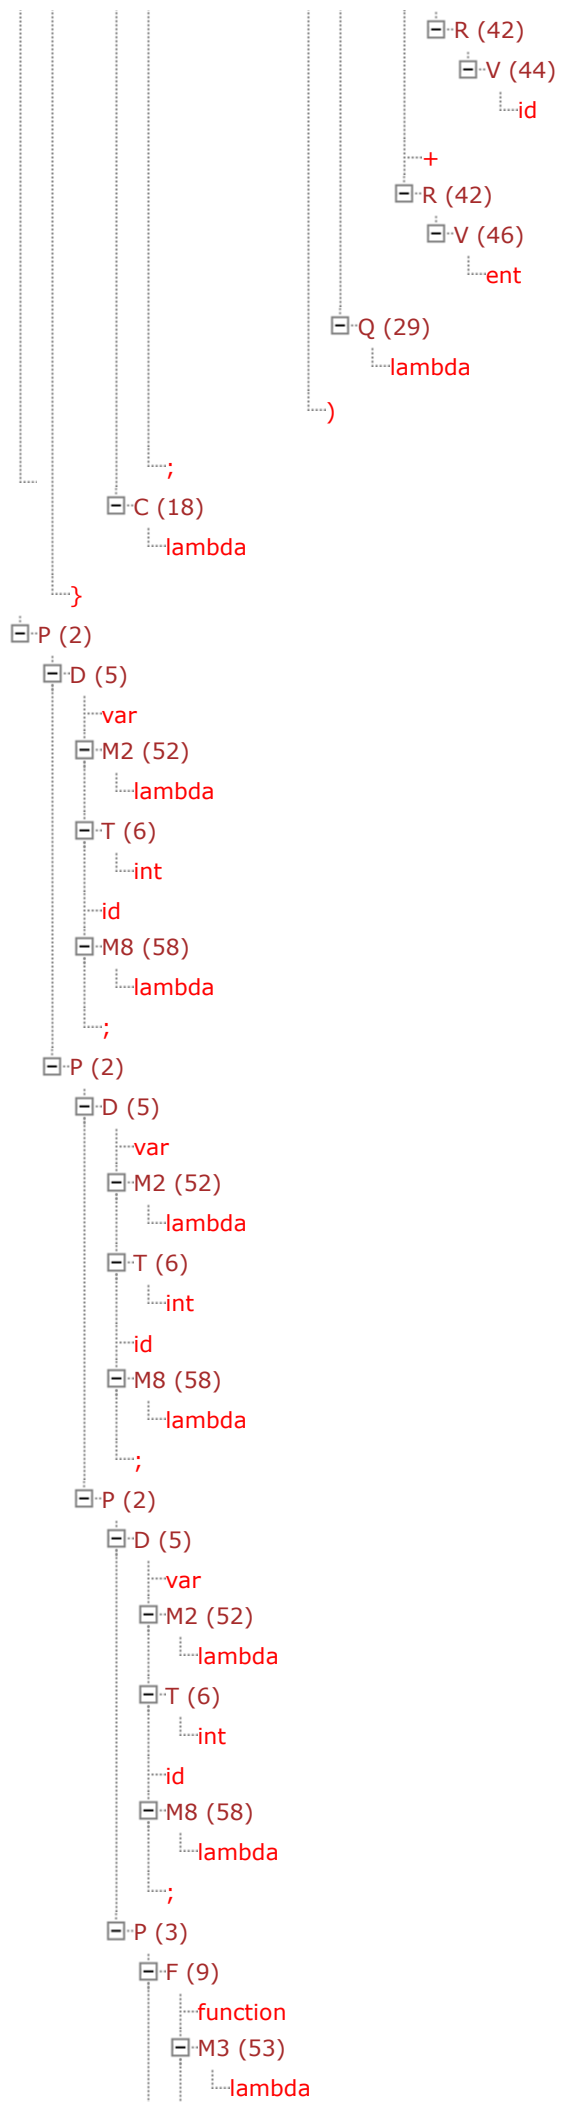 R (42)
V (44)
id
+
R (42)
V (46)
ent
Q (29)
lambda
)
;
C (18)
lambda
}
P (2)
D (5)
var
M2 (52)
lambda
T (6)
int
id
M8 (58)
lambda
;
P (2)
D (5)
var
M2 (52)
lambda
T (6)
int
id
M8 (58)
lambda
;
P (2)
D (5)
var
M2 (52)
lambda
T (6)
int
id
M8 (58)
lambda
;
P (3)
F (9)
function
M3 (53)
lambda